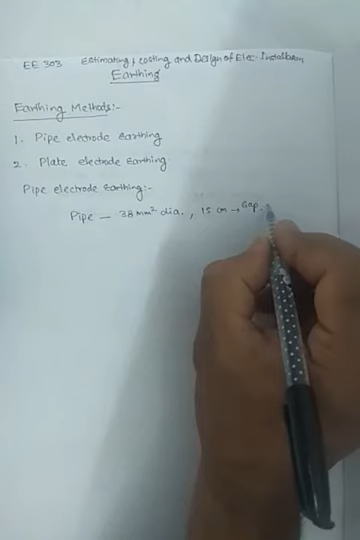 EE 303 Estimating, costing and Design of Elec. Installation
Earthing
Earthing Methods:-
1. Pipe electrode earthing
2. Plate electrode earthing.
Pipe electrode earthing:-
Pipe — 38 mm² dia. , 15 cm → Gap.